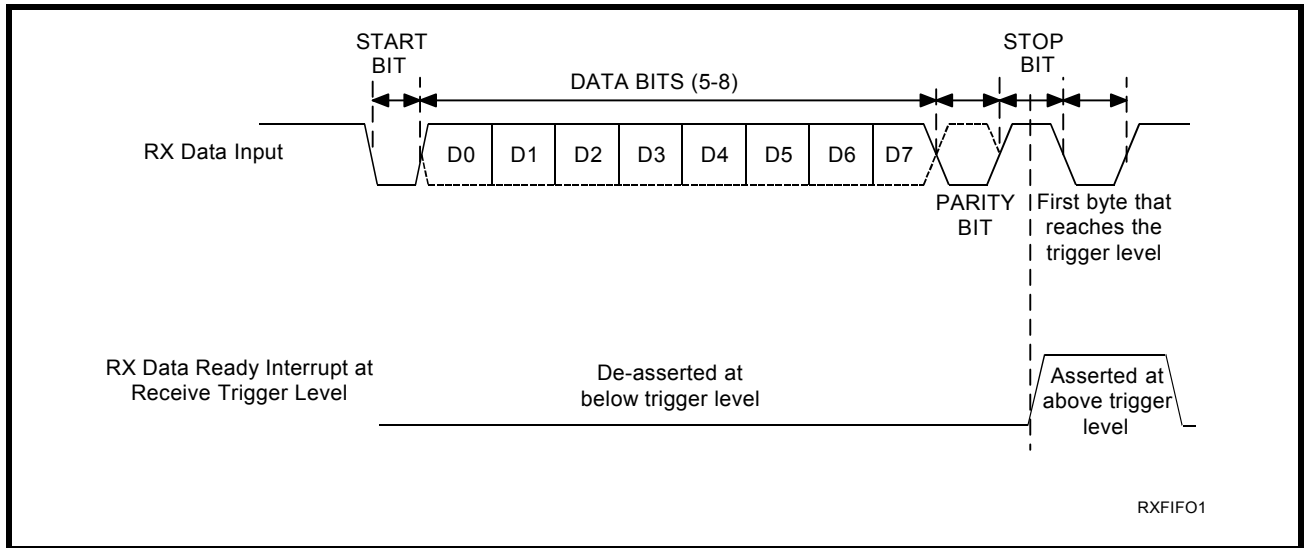 START
BIT
STOP
BIT
DATA BITS (5-8)
RX Data Input
D0 D1 D2 D3 D4 D5 D6 D7
PARITY
BIT
First byte that
reaches the
trigger level
RX Data Ready Interrupt at
Receive Trigger Level
De-asserted at
below trigger level
Asserted at
above trigger
level
RXFIFO1